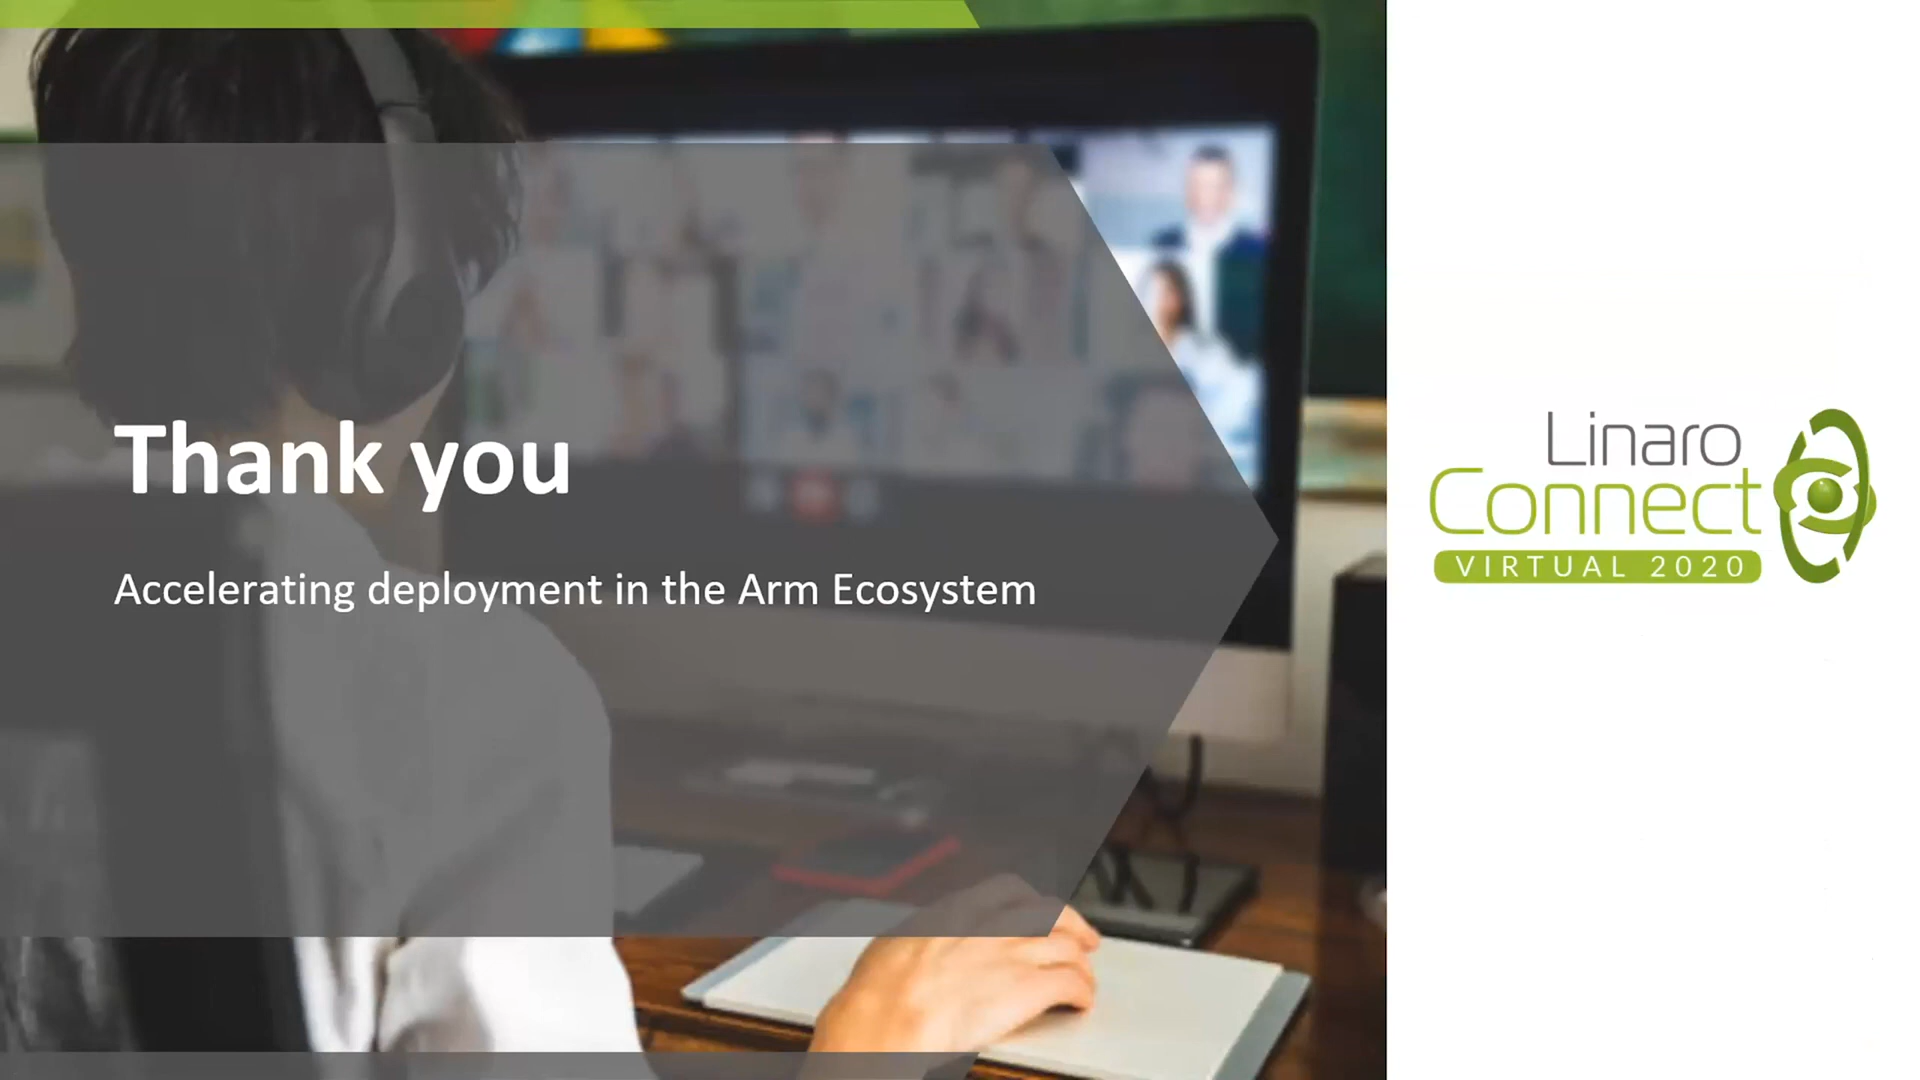 Thank you
Accelerating deployment in the Arm Ecosystem
Linaro
Connect
VIRTUAL 2020